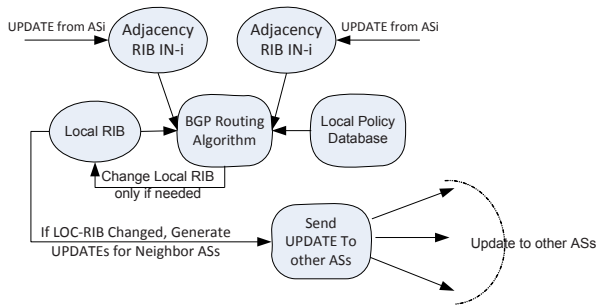 UPDATE from ASi
Adjacency
RIB IN-i
Adjacency
RIB IN-i
UPDATE from ASi
Local RIB
BGP Routing
Algorithm
Local Policy
Database
Change Local RIB
only if needed
If LOC-RIB Changed, Generate
UPDATEs for Neighbor ASs
Send
UPDATE To
other ASs
Update to other ASs